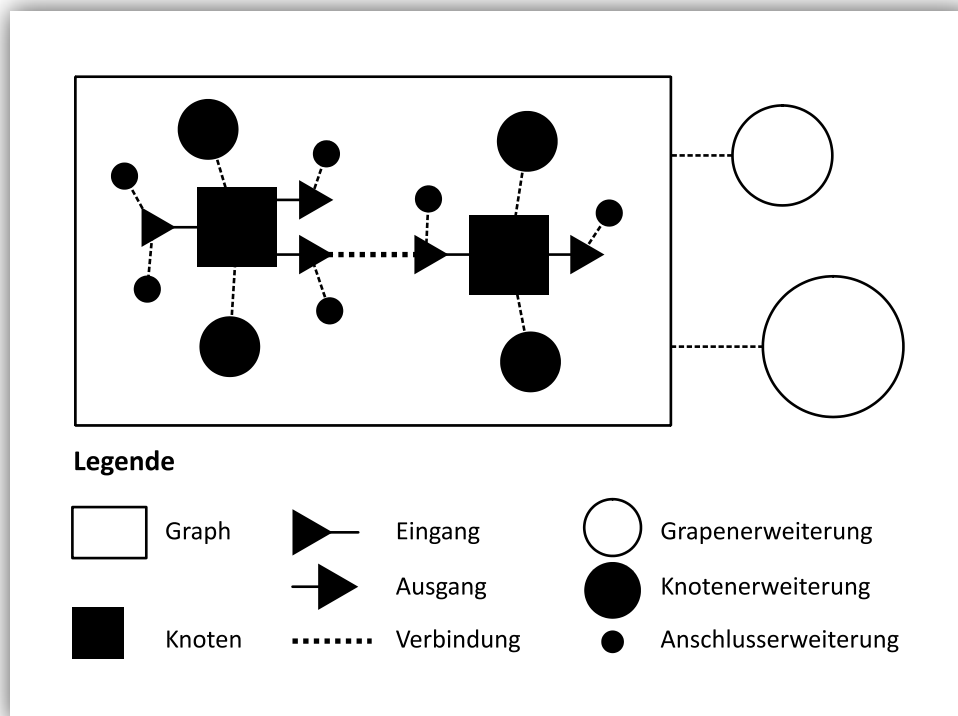 Legende
Graph
Eingang
Grapenerweiterung
Ausgang
Knotenerweiterung
Knoten
Verbindung
Anschlusserweiterung